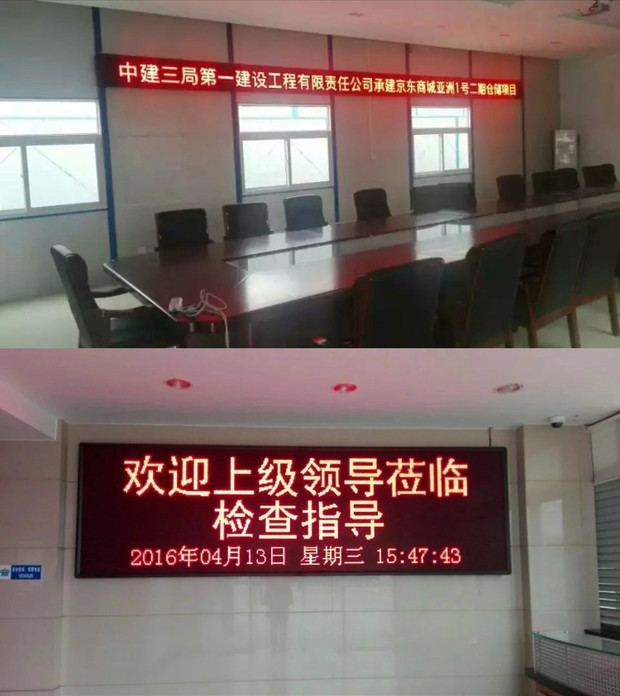 中建三局第一建设工程有限责任公司承建京东商城亚洲1号二期仓储项目
欢迎上级领导莅临
检查指导
2016年04月13日 星期三 15:47:43